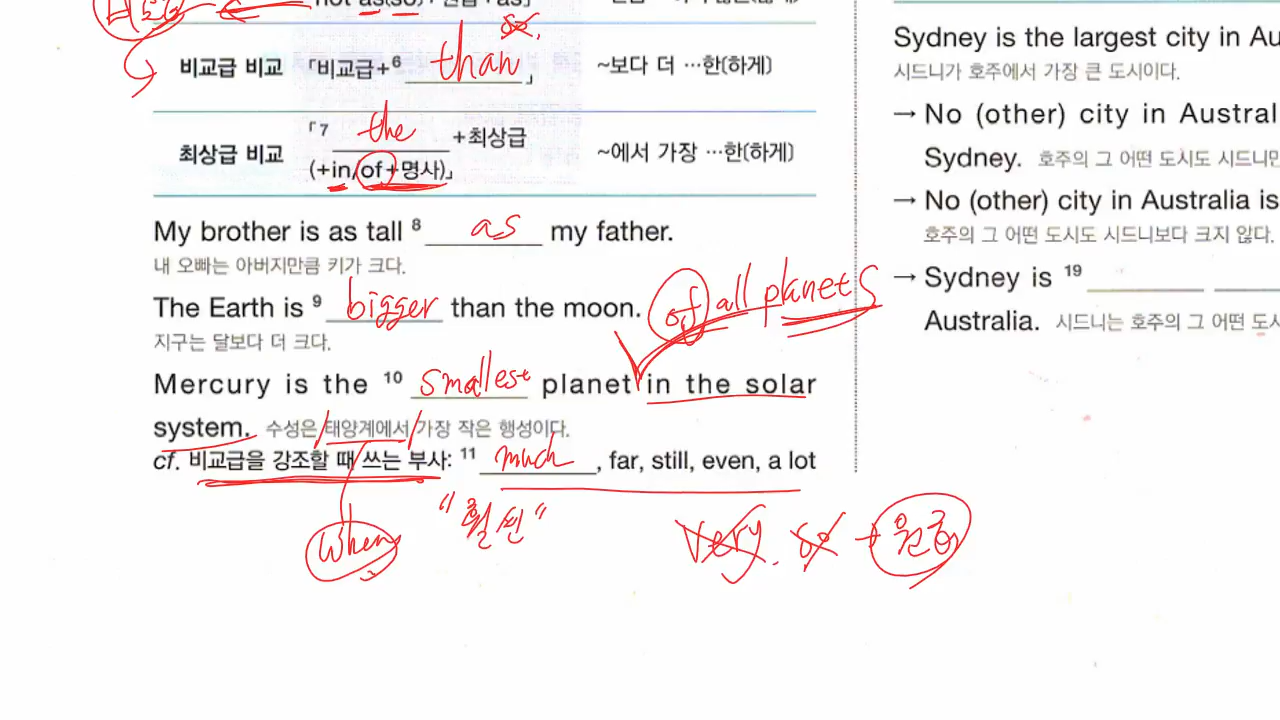 not as(so)+원급+as」
so.
비교급 비교 「비교급+⁶ than 」 ~보다 더 …한(하게)
최상급 비교 「⁷ the +최상급
(+in/of+명사)」 ~에서 가장 …한(하게)
My brother is as tall ⁸ as my father.
내 오빠는 아버지만큼 키가 크다.
The Earth is ⁹ bigger than the moon. of all planets
지구는 달보다 더 크다.
Mercury is the ¹⁰ smallest planet in the solar
system. 수성은/태양계에서/가장 작은 행성이다.
cf. 비교급을 강조할 때 쓰는 부사: ¹¹ much, far, still, even, a lot
when "훨씬" very. so + 원급
Sydney is the largest city in Au
시드니가 호주에서 가장 큰 도시이다.
→ No (other) city in Austral
Sydney. 호주의 그 어떤 도시도 시드니만
→ No (other) city in Australia is
호주의 그 어떤 도시도 시드니보다 크지 않다.
→ Sydney is ¹⁹
Australia. 시드니는 호주의 그 어떤 도시